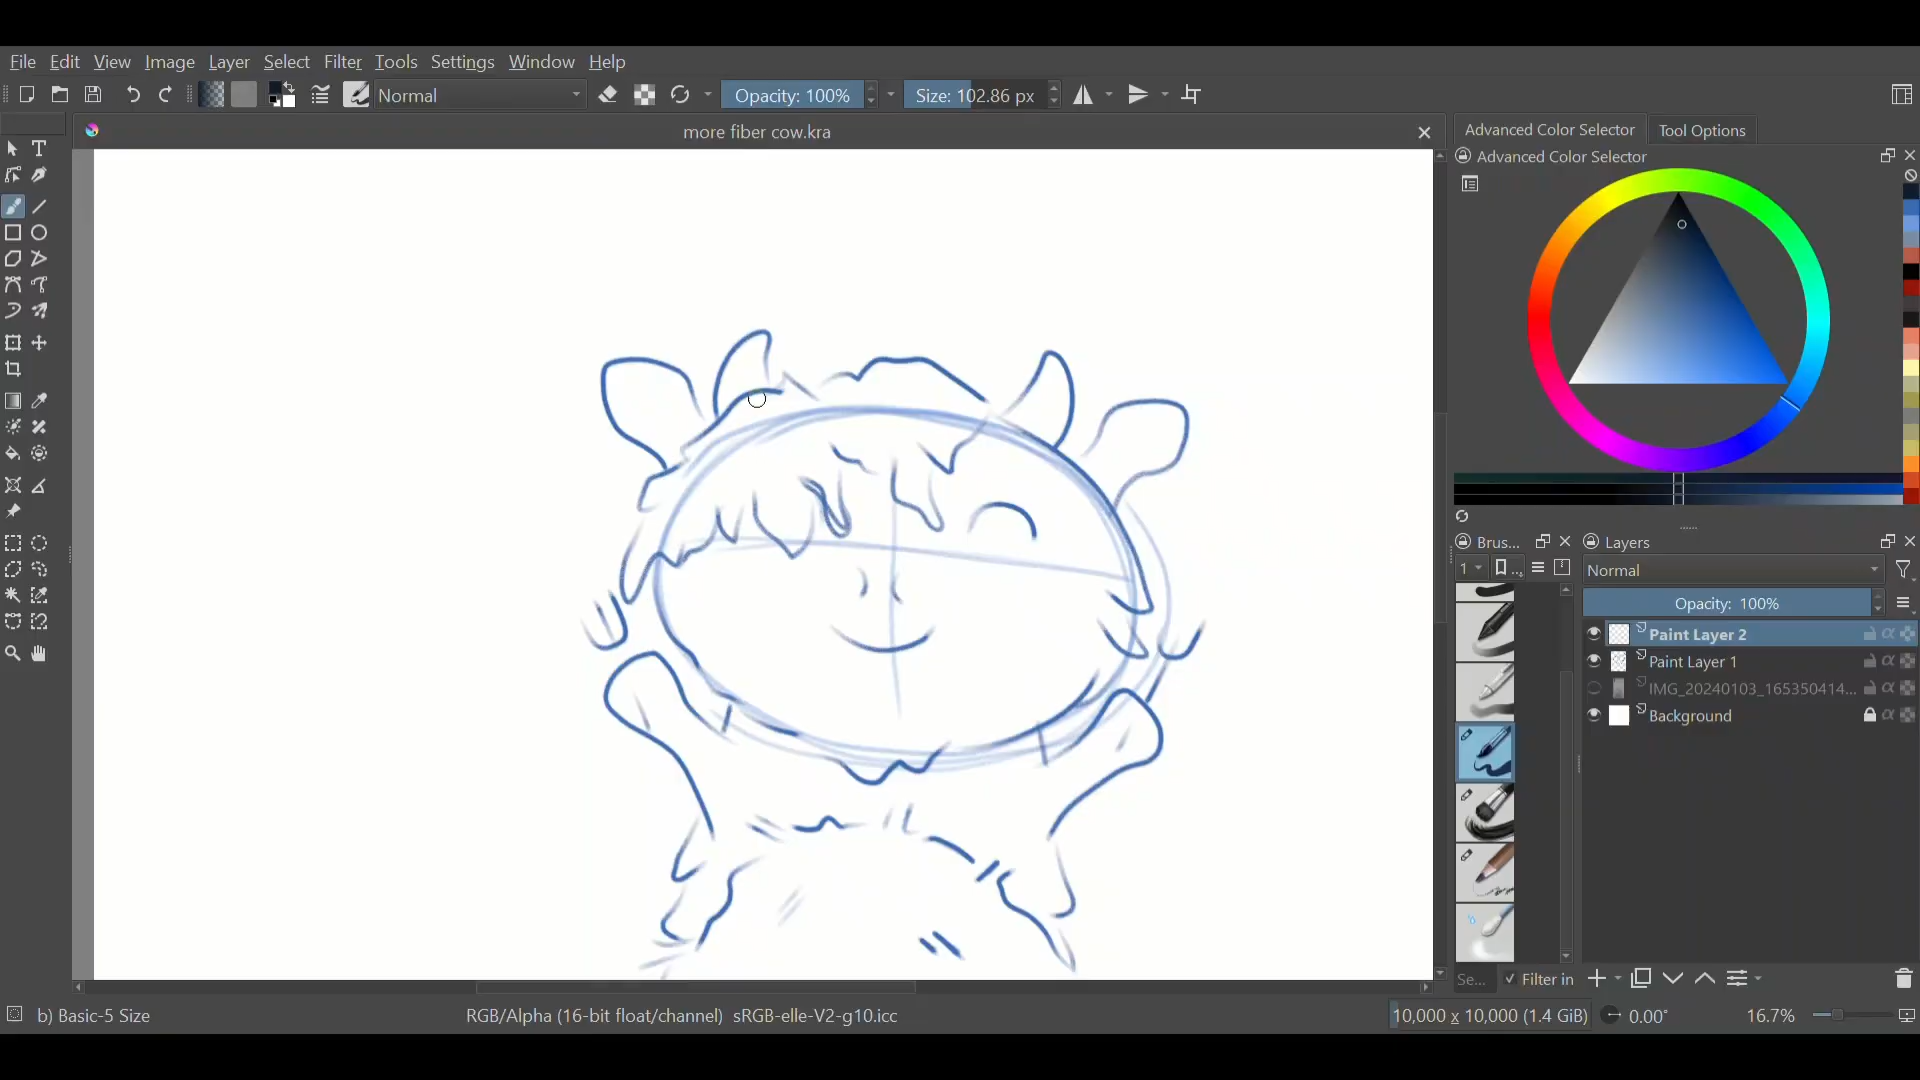 File Edit View Image Layer Select Filter Tools Settings Window Help
Normal Opacity: 100% Size: 102.86 px
more fiber cow.kra
Advanced Color Selector Tool Options
Advanced Color Selector
Brus... Layers
1 ... Normal
Opacity: 100%
Paint Layer 2
Paint Layer 1
IMG_20240103_165350414...
Background
Se... Filter in
b) Basic-5 Size RGB/Alpha (16-bit float/channel) sRGB-elle-V2-g10.icc 10,000 x 10,000 (1.4 GiB) 0.00° 16.7%